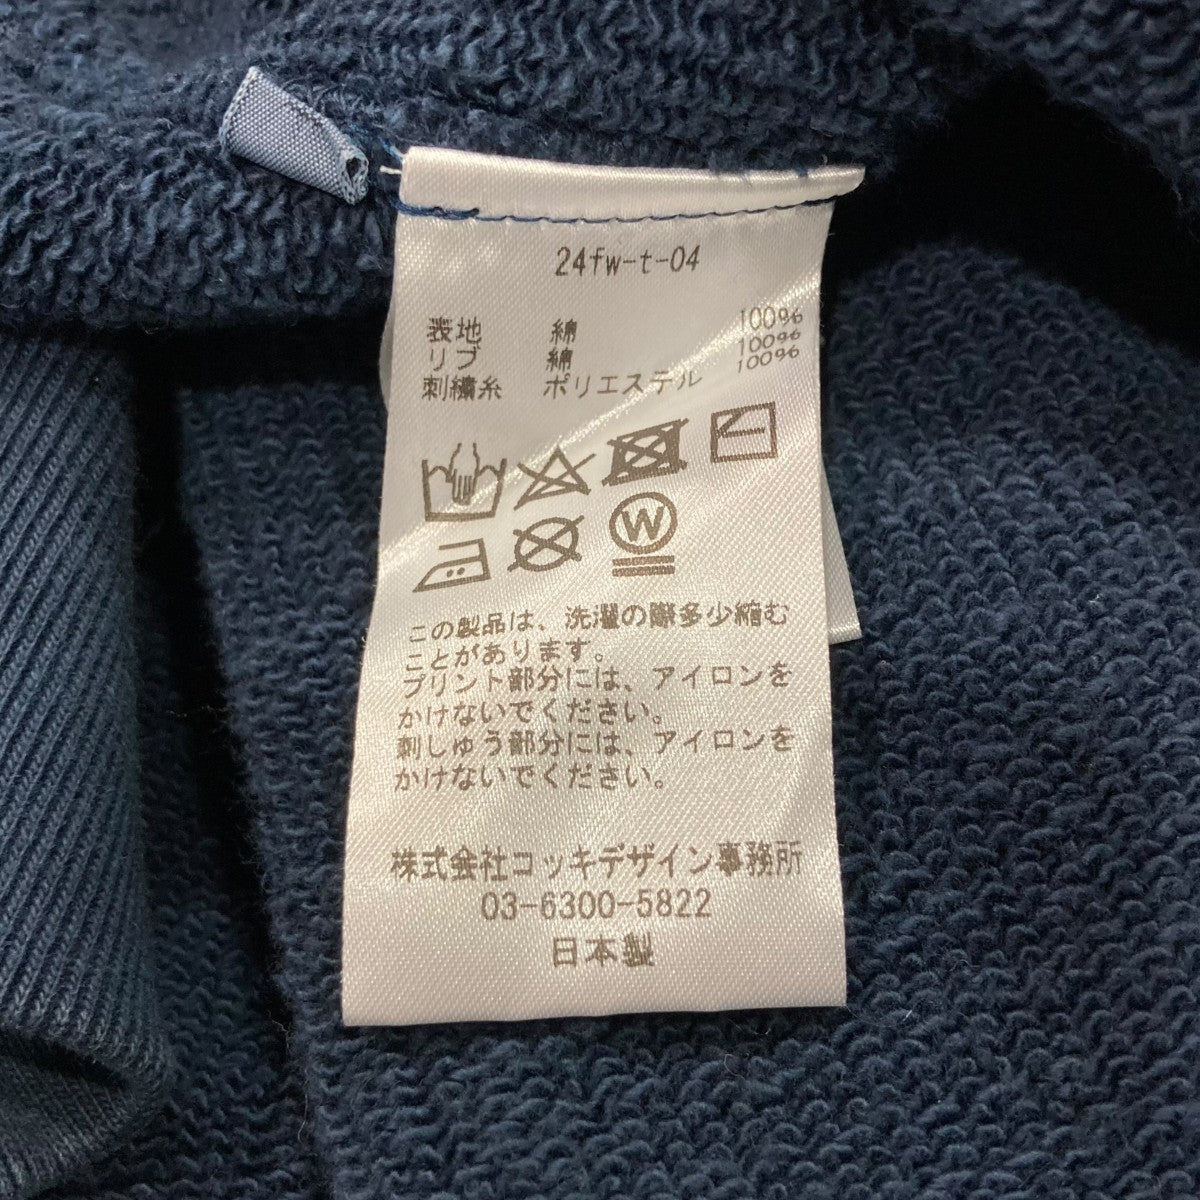 24fw-t-04
表地 綿 100%
リブ 綿 100%
刺繍糸 ポリエステル 100%
W
この製品は、洗濯の際多少縮む
ことがあります。
プリント部分には、アイロンを
かけないでください。
刺しゅう部分には、アイロンを
かけないでください。
株式会社コッキデザイン事務所
03-6300-5822
日本製